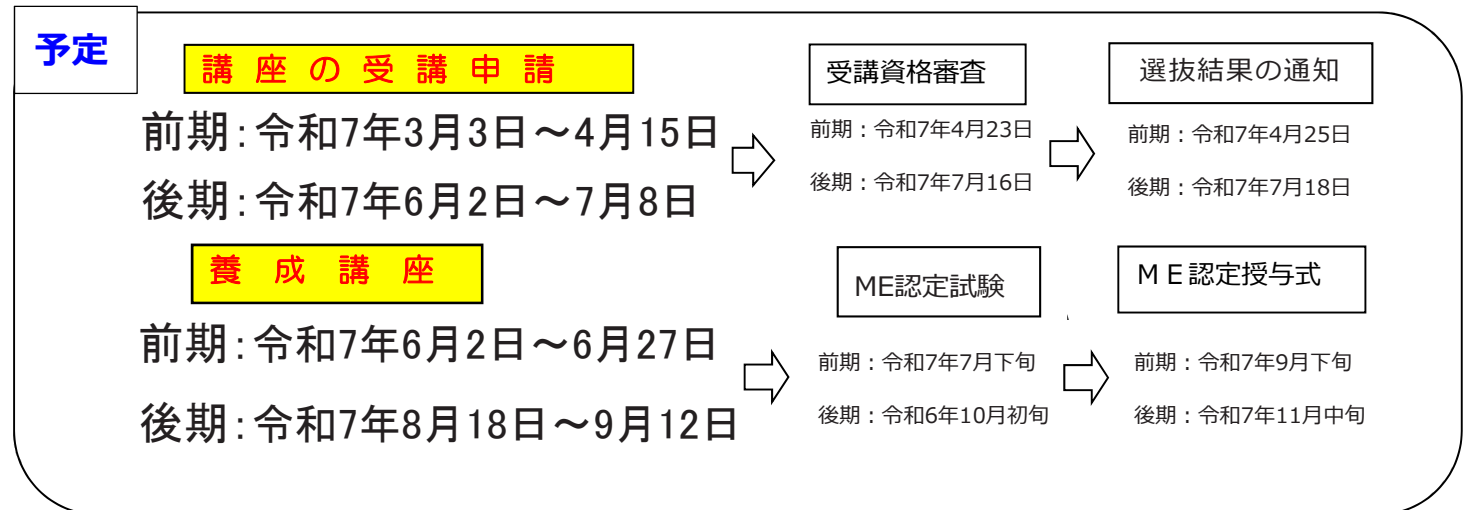 予定
講座の受講申請
前期：令和7年3月3日～4月15日
後期：令和7年6月2日～7月8日
受講資格審査
前期：令和7年4月23日
後期：令和7年7月16日
選抜結果の通知
前期：令和7年4月25日
後期：令和7年7月18日
養成講座
前期：令和7年6月2日～6月27日
後期：令和7年8月18日～9月12日
ME認定試験
前期：令和7年7月下旬
後期：令和6年10月初旬
ＭＥ認定授与式
前期：令和7年9月下旬
後期：令和7年11月中旬